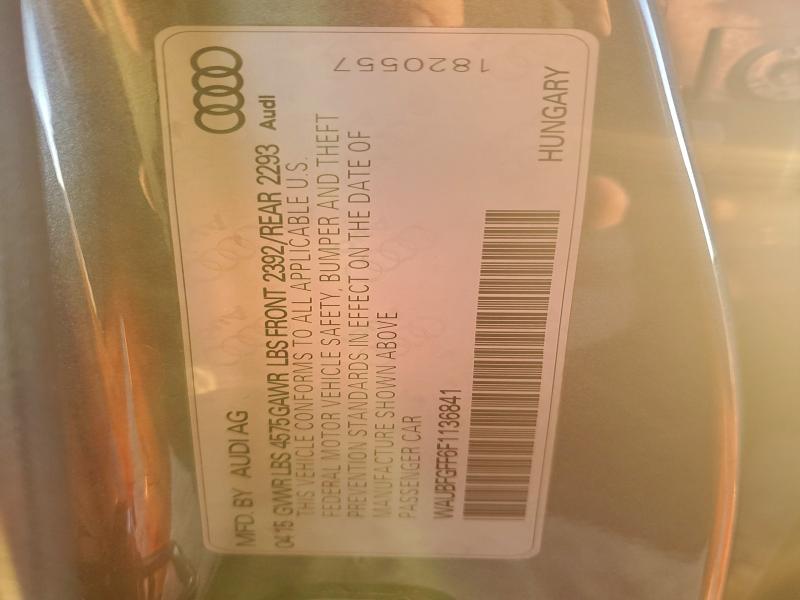 MFD. BY AUDI AG
Audi
04/15 GVWR LBS 4575 GAWR LBS FRONT 2392/REAR 2293
THIS VEHICLE CONFORMS TO ALL APPLICABLE U.S.
FEDERAL MOTOR VEHICLE SAFETY, BUMPER AND THEFT
PREVENTION STANDARDS IN EFFECT ON THE DATE OF
MANUFACTURE SHOWN ABOVE
PASSENGER CAR
WAUBFGFF6F1136841
HUNGARY
1820557